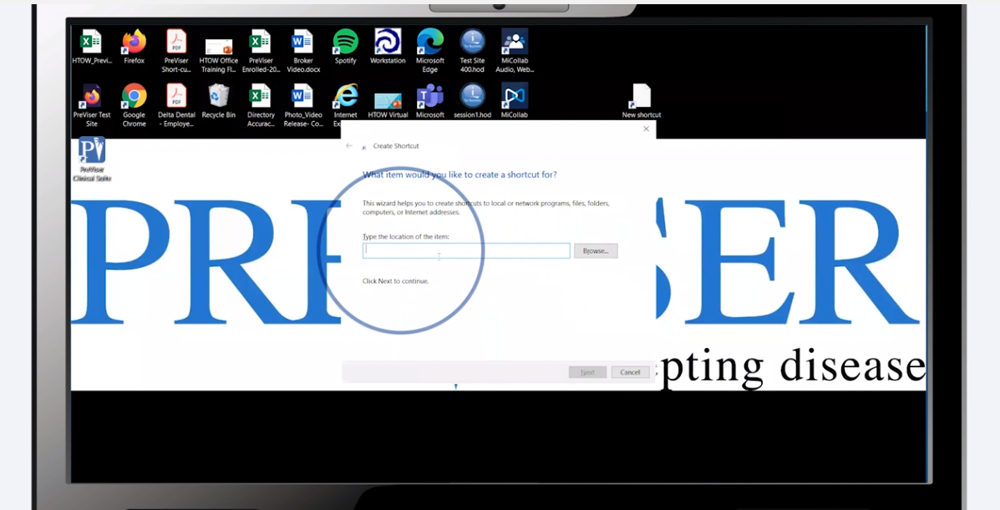 HTOW_Previ...
Firefox
PreViser
Short-cu...
HTOW Office
Training Fl...
PreViser
Enrolled-20...
Broker
Video.docx
Spotify
Workstation
Microsoft
Edge
Test Site
400.hod
MiCollab
Audio, Web...
PreViser Test
Site
Google
Chrome
Delta Dental
- Employe...
Recycle Bin
Directory
Accurac...
Photo_Video
Release- Co...
Internet
Ex
HTOW Virtual
Microsoft
session1.hod
MiCollab
New shortcut
PreViser
Clinical Suite
Create Shortcut
What item would you like to create a shortcut for?
This wizard helps you to create shortcuts to local or network programs, files, folders,
computers, or Internet addresses.
Type the location of the item:
Browse...
Click Next to continue.
Next
Cancel
PRE SER
pting disease